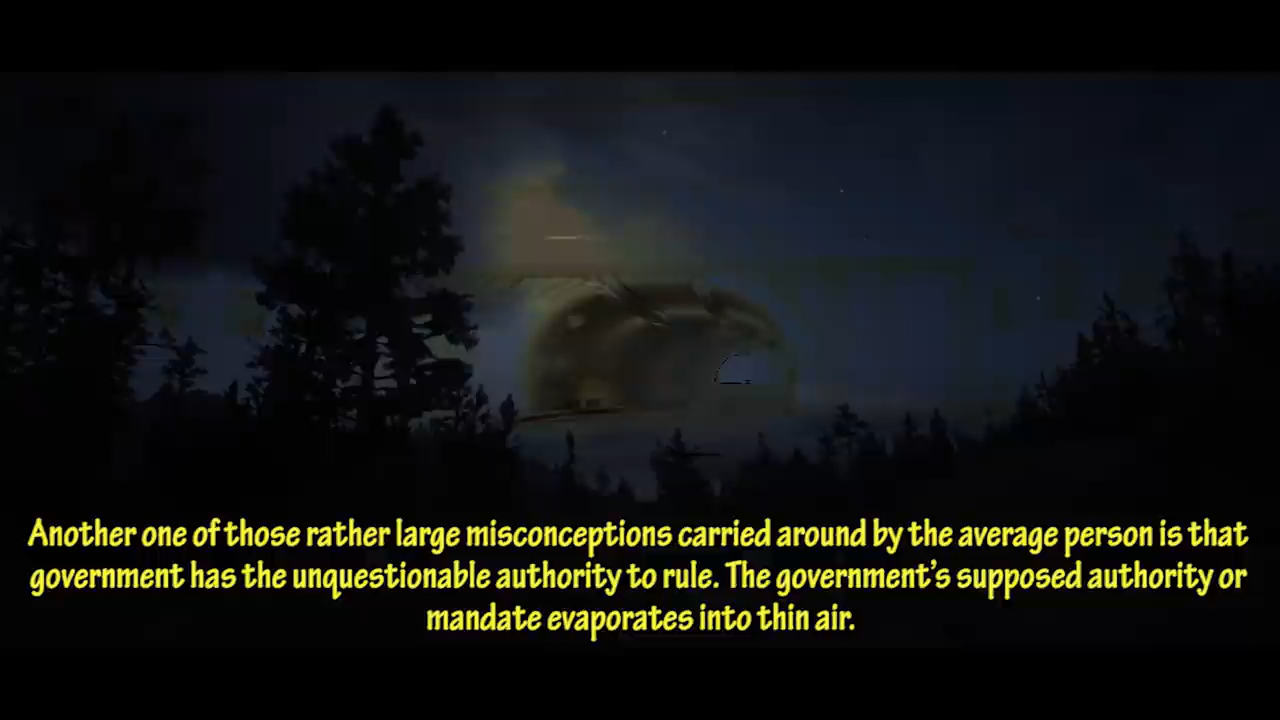 Another one of those rather large misconceptions carried around by the average person is that
government has the unquestionable authority to rule. The government's supposed authority or
mandate evaporates into thin air.